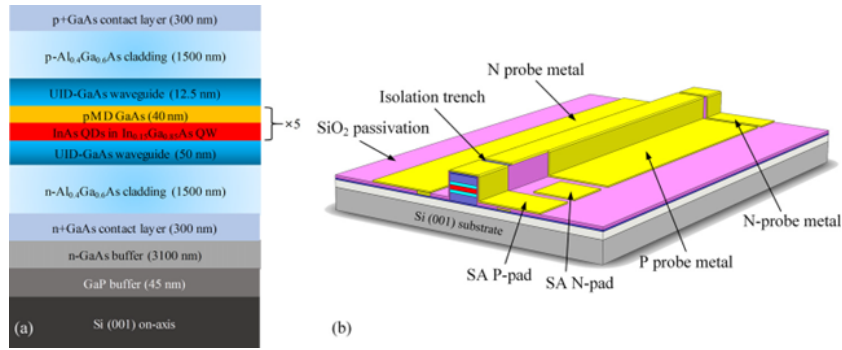 p+GaAs contact layer (300 nm)
p-Al₀.₄Ga₀.₆As cladding (1500 nm)
UID-GaAs waveguide (12.5 nm)
pMD GaAs (40 nm)
InAs QDs in In₀.₁₅Ga₀.₈₅As QW
×5
UID-GaAs waveguide (50 nm)
n-Al₀.₄Ga₀.₆As cladding (1500 nm)
n+GaAs contact layer (300 nm)
n-GaAs buffer (3100 nm)
GaP buffer (45 nm)
(a)
Si (001) on-axis
N probe metal
Isolation trench
SiO₂ passivation
Si (001) substrate
N-probe metal
P probe metal
SA N-pad
SA P-pad
(b)